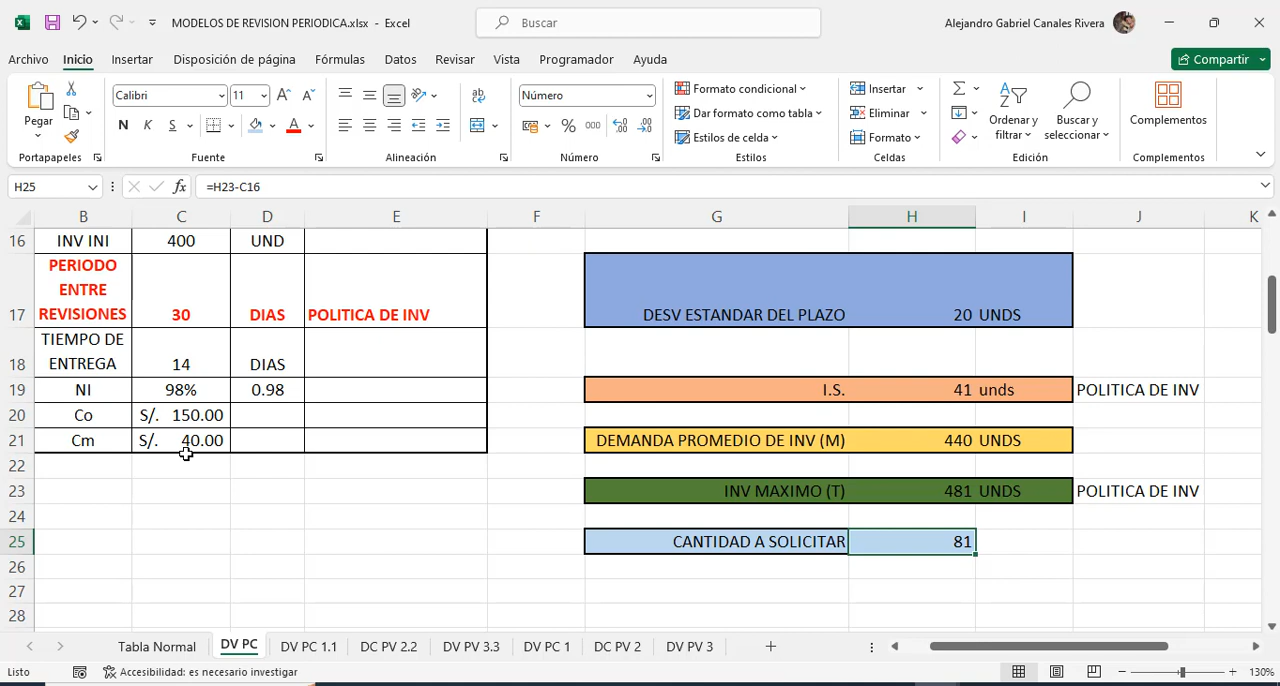 MODELOS DE REVISION PERIODICA.xlsx - Excel
Buscar
Alejandro Gabriel Canales Rivera
Archivo Inicio Insertar Disposición de página Fórmulas Datos Revisar Vista Programador Ayuda
Compartir
Pegar
Portapapeles
Calibri 11
N K S
Fuente
Alineación
Número
% 000
Número
Formato condicional
Dar formato como tabla
Estilos de celda
Estilos
Insertar
Eliminar
Formato
Celdas
Ordenar y filtrar
Buscar y seleccionar
Edición
Complementos
Complementos
H25 fx =H23-C16
B C D E F G H I J K
16 INV INI 400 UND
PERIODO
ENTRE
17 REVISIONES 30 DIAS POLITICA DE INV DESV ESTANDAR DEL PLAZO 20 UNDS
TIEMPO DE
18 ENTREGA 14 DIAS
19 NI 98% 0.98 I.S. 41 unds POLITICA DE INV
20 Co S/. 150.00
21 Cm S/. 40.00 DEMANDA PROMEDIO DE INV (M) 440 UNDS
22
23 INV MAXIMO (T) 481 UNDS POLITICA DE INV
24
25 CANTIDAD A SOLICITAR 81
26
27
28
Tabla Normal DV PC DV PC 1.1 DC PV 2.2 DV PV 3.3 DV PC 1 DC PV 2 DV PV 3
Listo Accesibilidad: es necesario investigar 130%